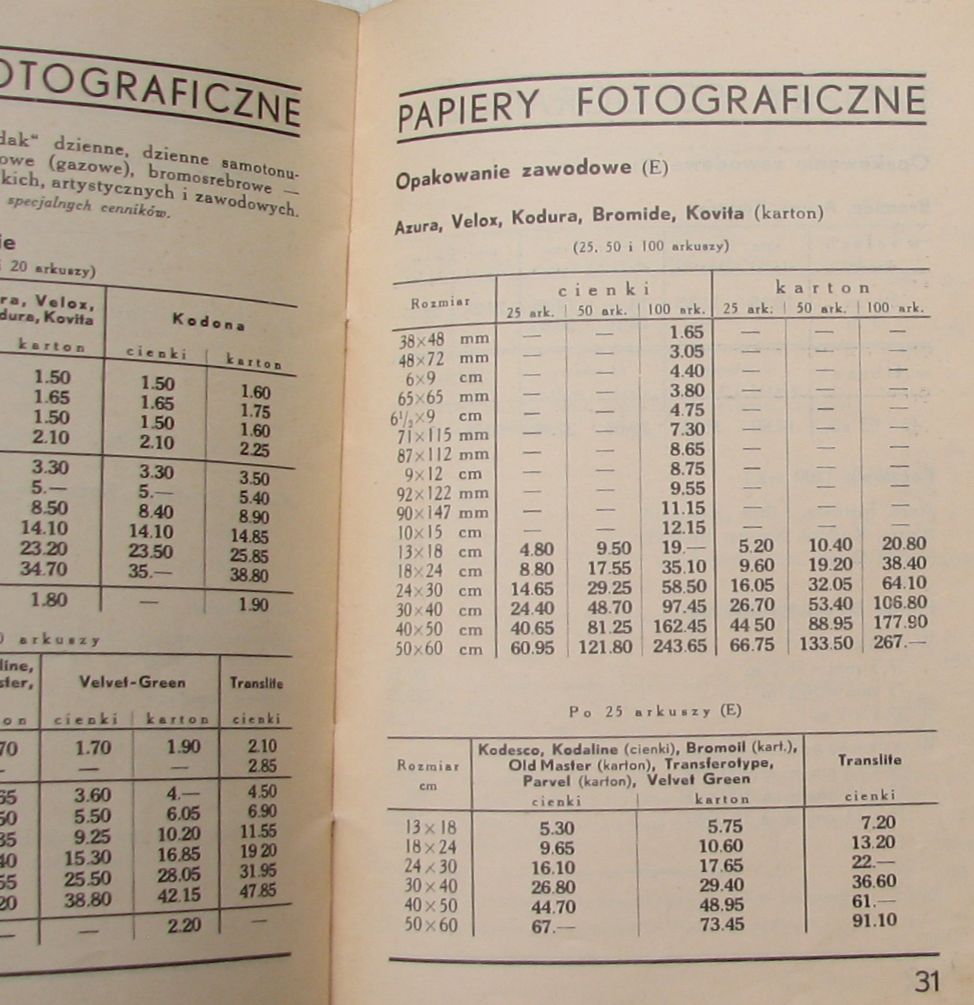 OTOGRAFICZNE
dak" dzienne, dzienne samotonu-
owe (gazowe), bromosrebrowe —
kich, artystycznych i zawodowych.
specjalnych cenników.
ie
i 20 arkuszy)
ra, Velox,
dura, Kovita Kodona
karton cienki karton
1.50 1.50 1.60
1.65 1.65 1.75
1.50 1.50 1.60
2.10 2.10 2.25
3.30 3.30 3.50
5.— 5.— 5.40
8.50 8.40 8.90
14.10 14.10 14.85
23.20 23.50 25.85
34.70 35.— 38.80
1.80 — 1.90
0 arkuszy
line,
ster, Velvet-Green Translite
on cienki karton cienki
70 1.70 1.90 2.10
— — — 2.85
65 3.60 4.— 4.50
50 5.50 6.05 6.90
35 9.25 10.20 11.55
40 15.30 16.85 19 20
55 25.50 28.05 31.95
20 38.80 42.15 47.85
— — 2.20 —
PAPIERY FOTOGRAFICZNE
Opakowanie zawodowe (E)
Azura, Velox, Kodura, Bromide, Kovita (karton)
(25. 50 i 100 arkuszy)
Rozmiar cienki karton
25 ark. 50 ark. 100 ark. 25 ark. 50 ark. 100 ark.
38×48 mm — — 1.65 — — —
48×72 mm — — 3.05 — — —
6×9 cm — — 4.40 — — —
65×65 mm — — 3.80 — — —
6½×9 cm — — 4.75 — — —
71×115 mm — — 7.30 — — —
87×112 mm — — 8.65 — — —
9×12 cm — — 8.75 — — —
92×122 mm — — 9.55 — — —
90×147 mm — — 11.15 — — —
10×15 cm — — 12.15 — — —
13×18 cm 4.80 9.50 19.— 5.20 10.40 20.80
18×24 cm 8.80 17.55 35.10 9.60 19.20 38.40
24×30 cm 14.65 29.25 58.50 16.05 32.05 64.10
30×40 cm 24.40 48.70 97.45 26.70 53.40 106.80
40×50 cm 40.65 81.25 162.45 44 50 88.95 177.90
50×60 cm 60.95 121.80 243.65 66.75 133.50 267.—
Po 25 arkuszy (E)
Rozmiar
cm
Kodesco, Kodaline (cienki), Bromoil (kart.),
Old Master (karton), Transferotype,
Parvel (karton), Velvet Green
Translite
cienki karton cienki
13×18 5.30 5.75 7.20
18×24 9.65 10.60 13.20
24×30 16.10 17.65 22.—
30×40 26.80 29.40 36.60
40×50 44.70 48.95 61.—
50×60 67.— 73.45 91.10
31